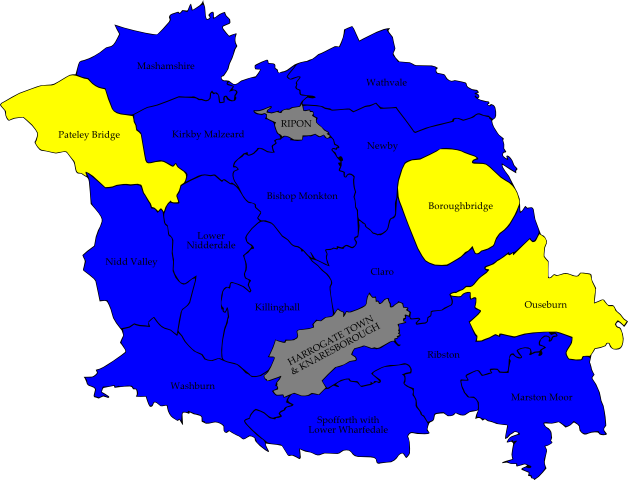 Mashamshire
Wathvale
Pateley Bridge
Kirkby Malzeard
RIPON
Newby
Bishop Monkton
Boroughbridge
Lower
Nidderdale
Nidd Valley
Claro
Killinghall
Ouseburn
HARROGATE TOWN
& KNARESBOROUGH
Ribston
Washburn
Marston Moor
Spofforth with
Lower Wharfedale